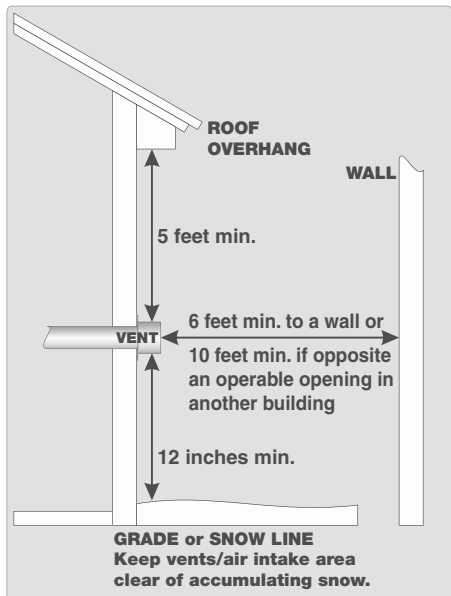 ROOF
OVERHANG
WALL
5 feet min.
VENT
6 feet min. to a wall or
10 feet min. if opposite
an operable opening in
another building
12 inches min.
GRADE or SNOW LINE
Keep vents/air intake area
clear of accumulating snow.